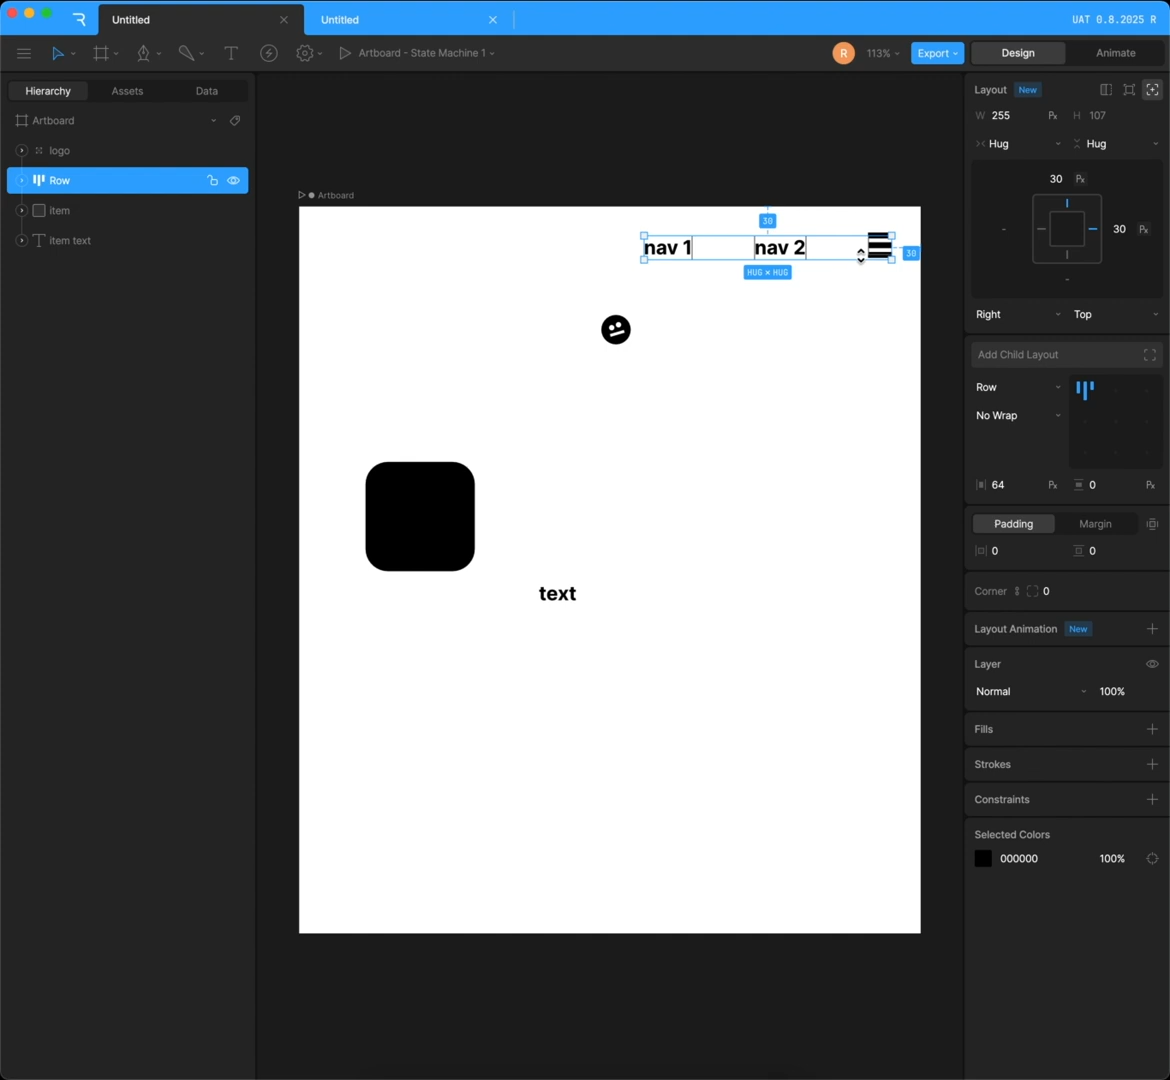 Untitled
Untitled
UAT 0.8.2025 R
Artboard - State Machine 1
R
113%
Export
Design
Animate
Hierarchy
Assets
Data
Artboard
logo
Row
item
item text
Artboard
30
nav 1
nav 2
30
HUG × HUG
text
Layout
New
W 255 Px H 107
Hug
Hug
30 Px
-
30 Px
-
Right
Top
Add Child Layout
Row
No Wrap
64 Px
0 Px
Padding
Margin
0
0
Corner
0
Layout Animation
New
Layer
Normal
100%
Fills
Strokes
Constraints
Selected Colors
000000
100%